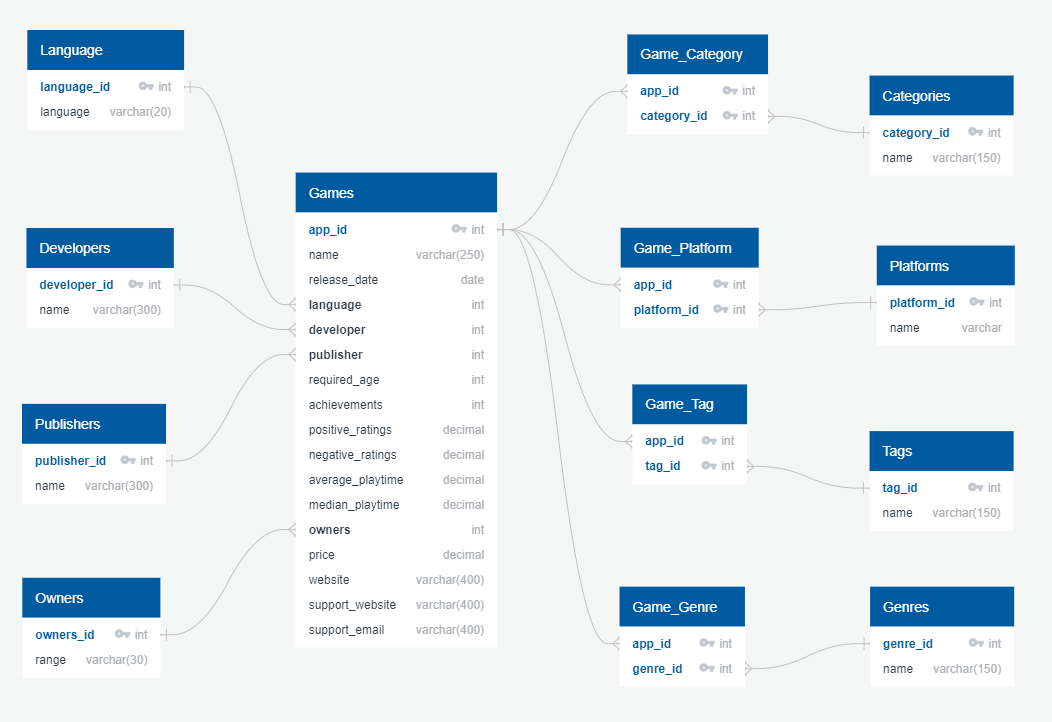 Language
language_id int
language varchar(20)
Developers
developer_id int
name varchar(300)
Publishers
publisher_id int
name varchar(300)
Owners
owners_id int
range varchar(30)
Games
app_id int
name varchar(250)
release_date date
language int
developer int
publisher int
required_age int
achievements int
positive_ratings decimal
negative_ratings decimal
average_playtime decimal
median_playtime decimal
owners int
price decimal
website varchar(400)
support_website varchar(400)
support_email varchar(400)
Game_Category
app_id int
category_id int
Game_Platform
app_id int
platform_id int
Game_Tag
app_id int
tag_id int
Game_Genre
app_id int
genre_id int
Categories
category_id int
name varchar(150)
Platforms
platform_id int
name varchar
Tags
tag_id int
name varchar(150)
Genres
genre_id int
name varchar(150)